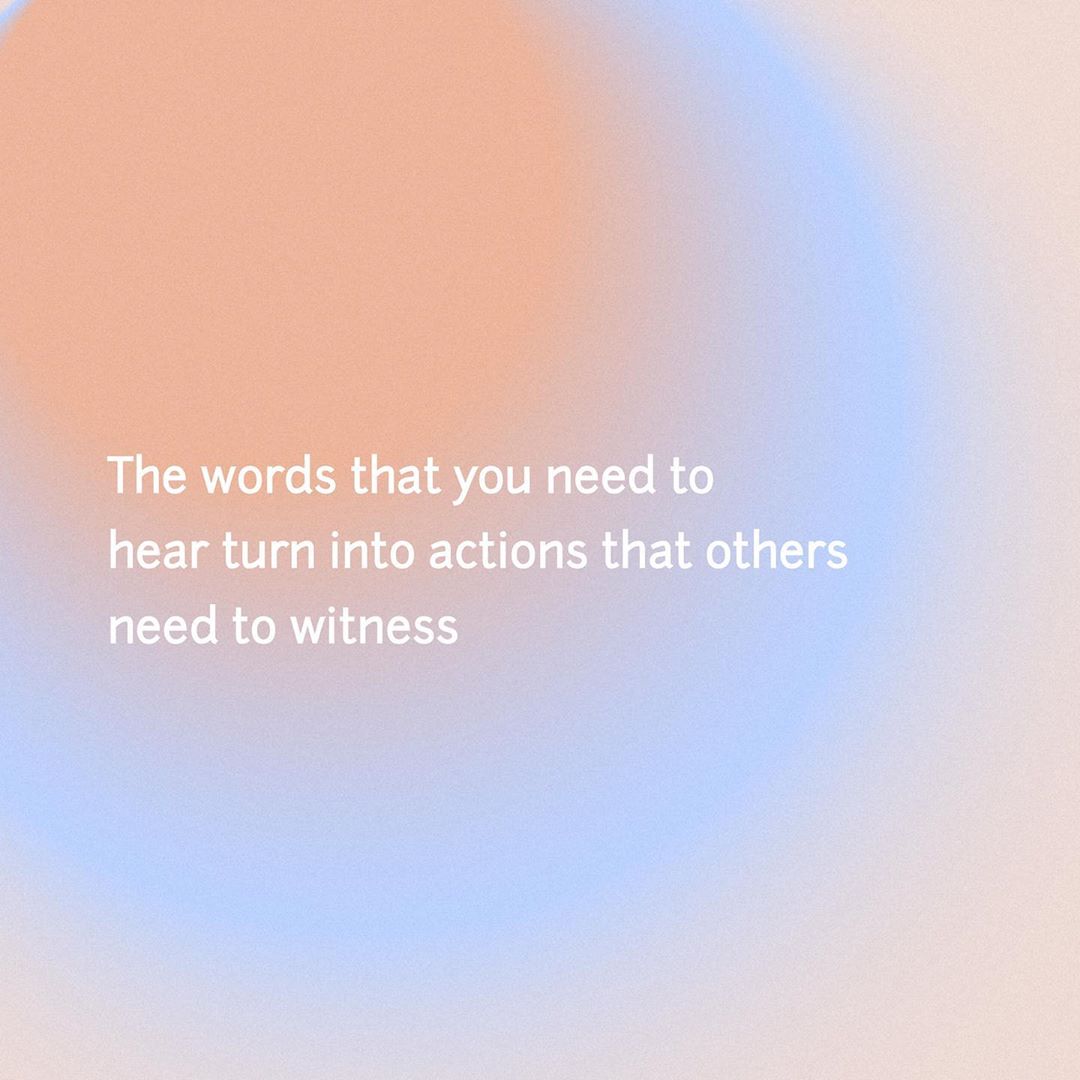 The words that you need to
hear turn into actions that others
need to witness